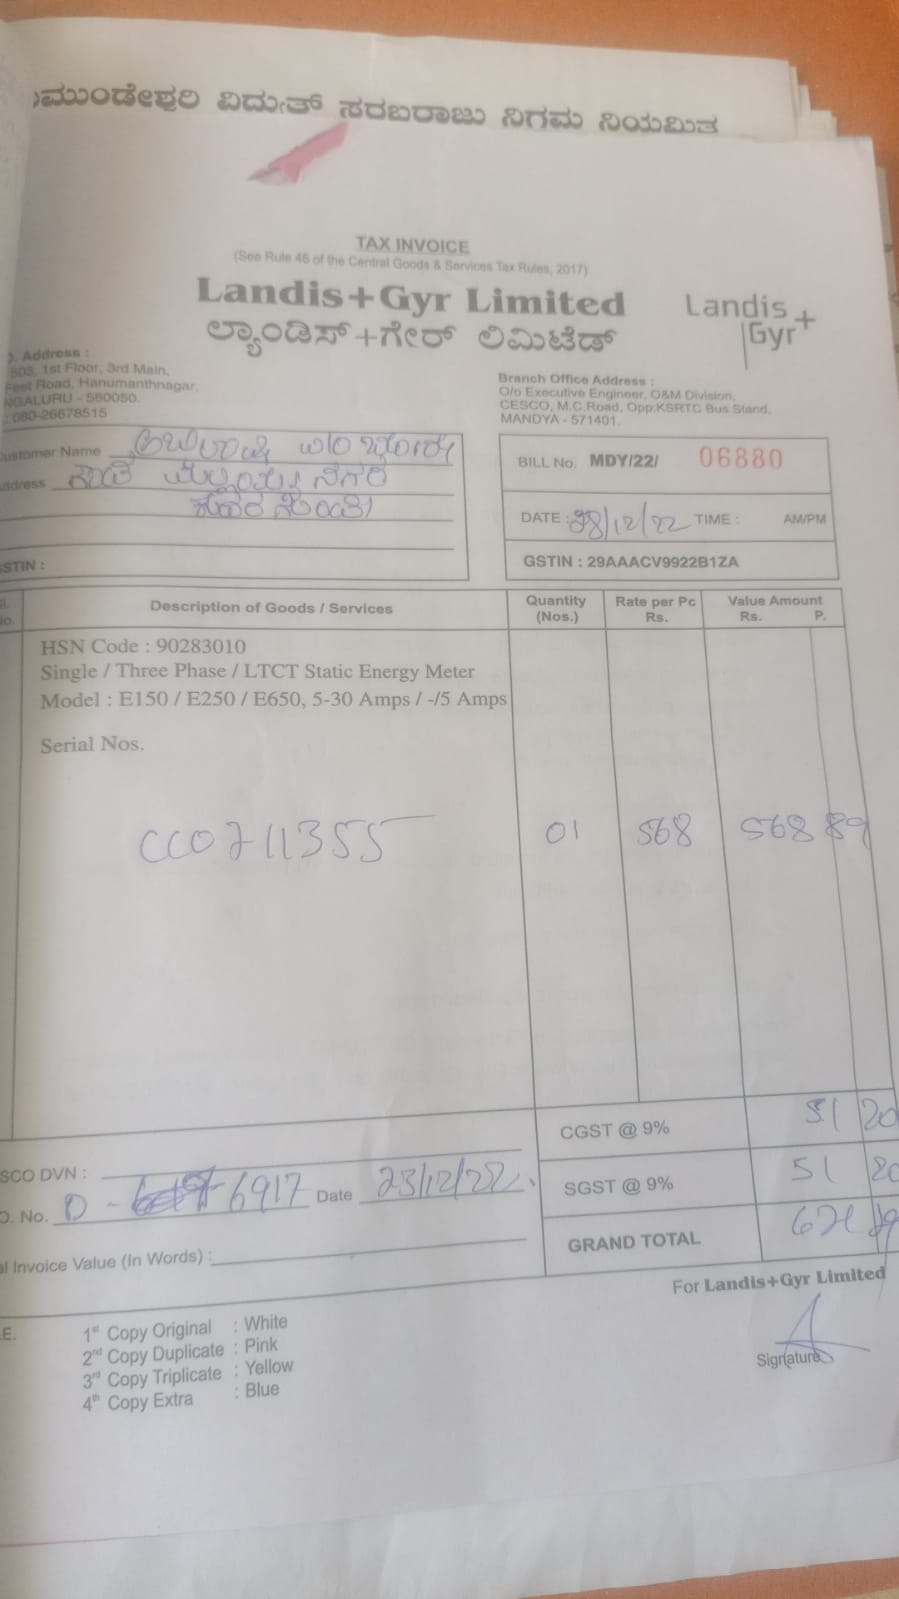 ಮುಂಡೇಶ್ವರಿ ವಿದ್ಯುತ್ ಸರಬರಾಜು ನಿಗಮ ನಿಯಮಿತ
TAX INVOICE
(See Rule 46 of the Central Goods & Services Tax Rules, 2017)
Landis+Gyr Limited
ಲ್ಯಾಂಡಿಸ್+ಗೇರ್ ಲಿಮಿಟೆಡ್
Landis+
Gyr
Address :
503, 1st Floor, 3rd Main,
Feet Road, Hanumanthnagar,
NGALURU - 560050.
080-26678515
Branch Office Address :
O/o Executive Engineer, O&M Division,
CESCO, M.C.Road, Opp:KSRTC Bus Stand,
MANDYA - 571401.
ustomer Name
ddress
STIN :
BILL No. MDY/22/ 06880
DATE : 28/12/22 TIME : AM/PM
GSTIN : 29AAACV9922B1ZA
No. Description of Goods / Services Quantity (Nos.) Rate per Pc Rs. Value Amount Rs. P.
HSN Code : 90283010
Single / Three Phase / LTCT Static Energy Meter
Model : E150 / E250 / E650, 5-30 Amps / -/5 Amps
Serial Nos.
CC0711355 01 568 568 89
CGST @ 9% 51 20
SCO DVN :
SGST @ 9% 51 20
O. No. D - 6917 Date 23/12/22
GRAND TOTAL
al Invoice Value (In Words) :
For Landis+Gyr Limited
E. 1st Copy Original : White
2nd Copy Duplicate : Pink
3rd Copy Triplicate : Yellow
4th Copy Extra : Blue
Signature